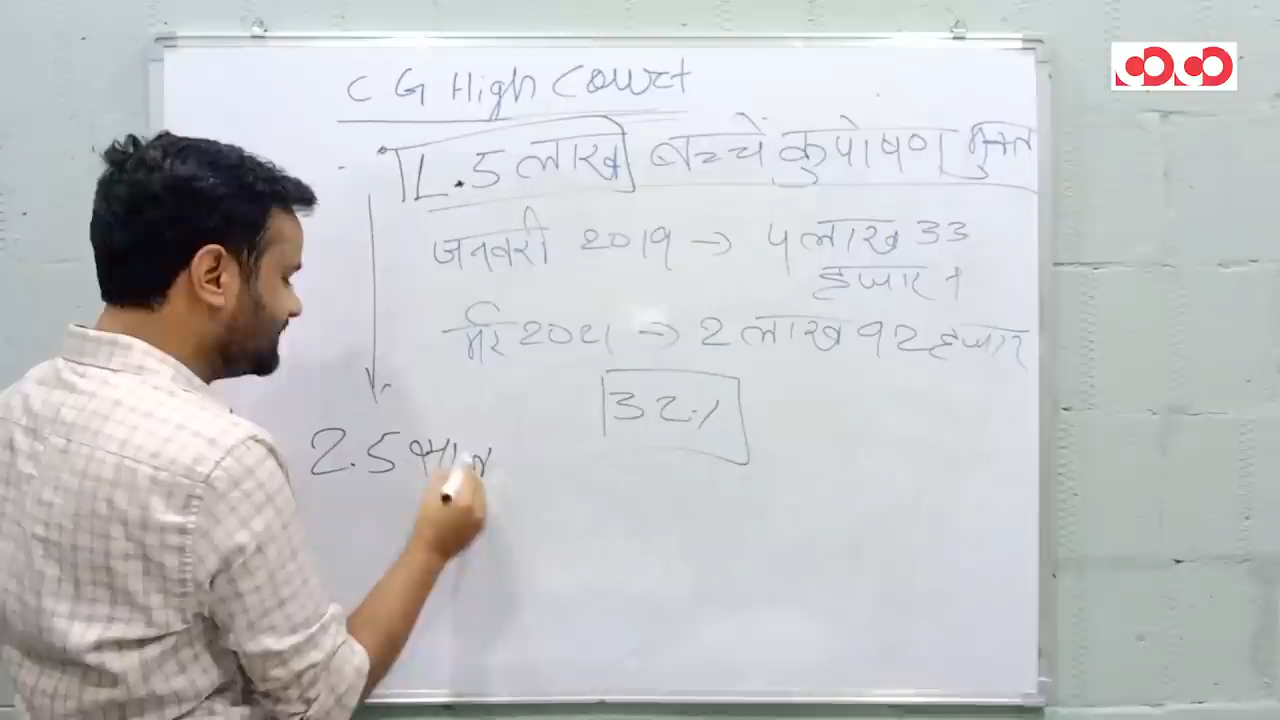 CG High Court
1.5 लाख बच्चे कुपोषण मुक्त
जनवरी 2019 → 4 लाख 33
हजार +
मई 2021 → 2 लाख 92 हजार
32%
2.5 साल